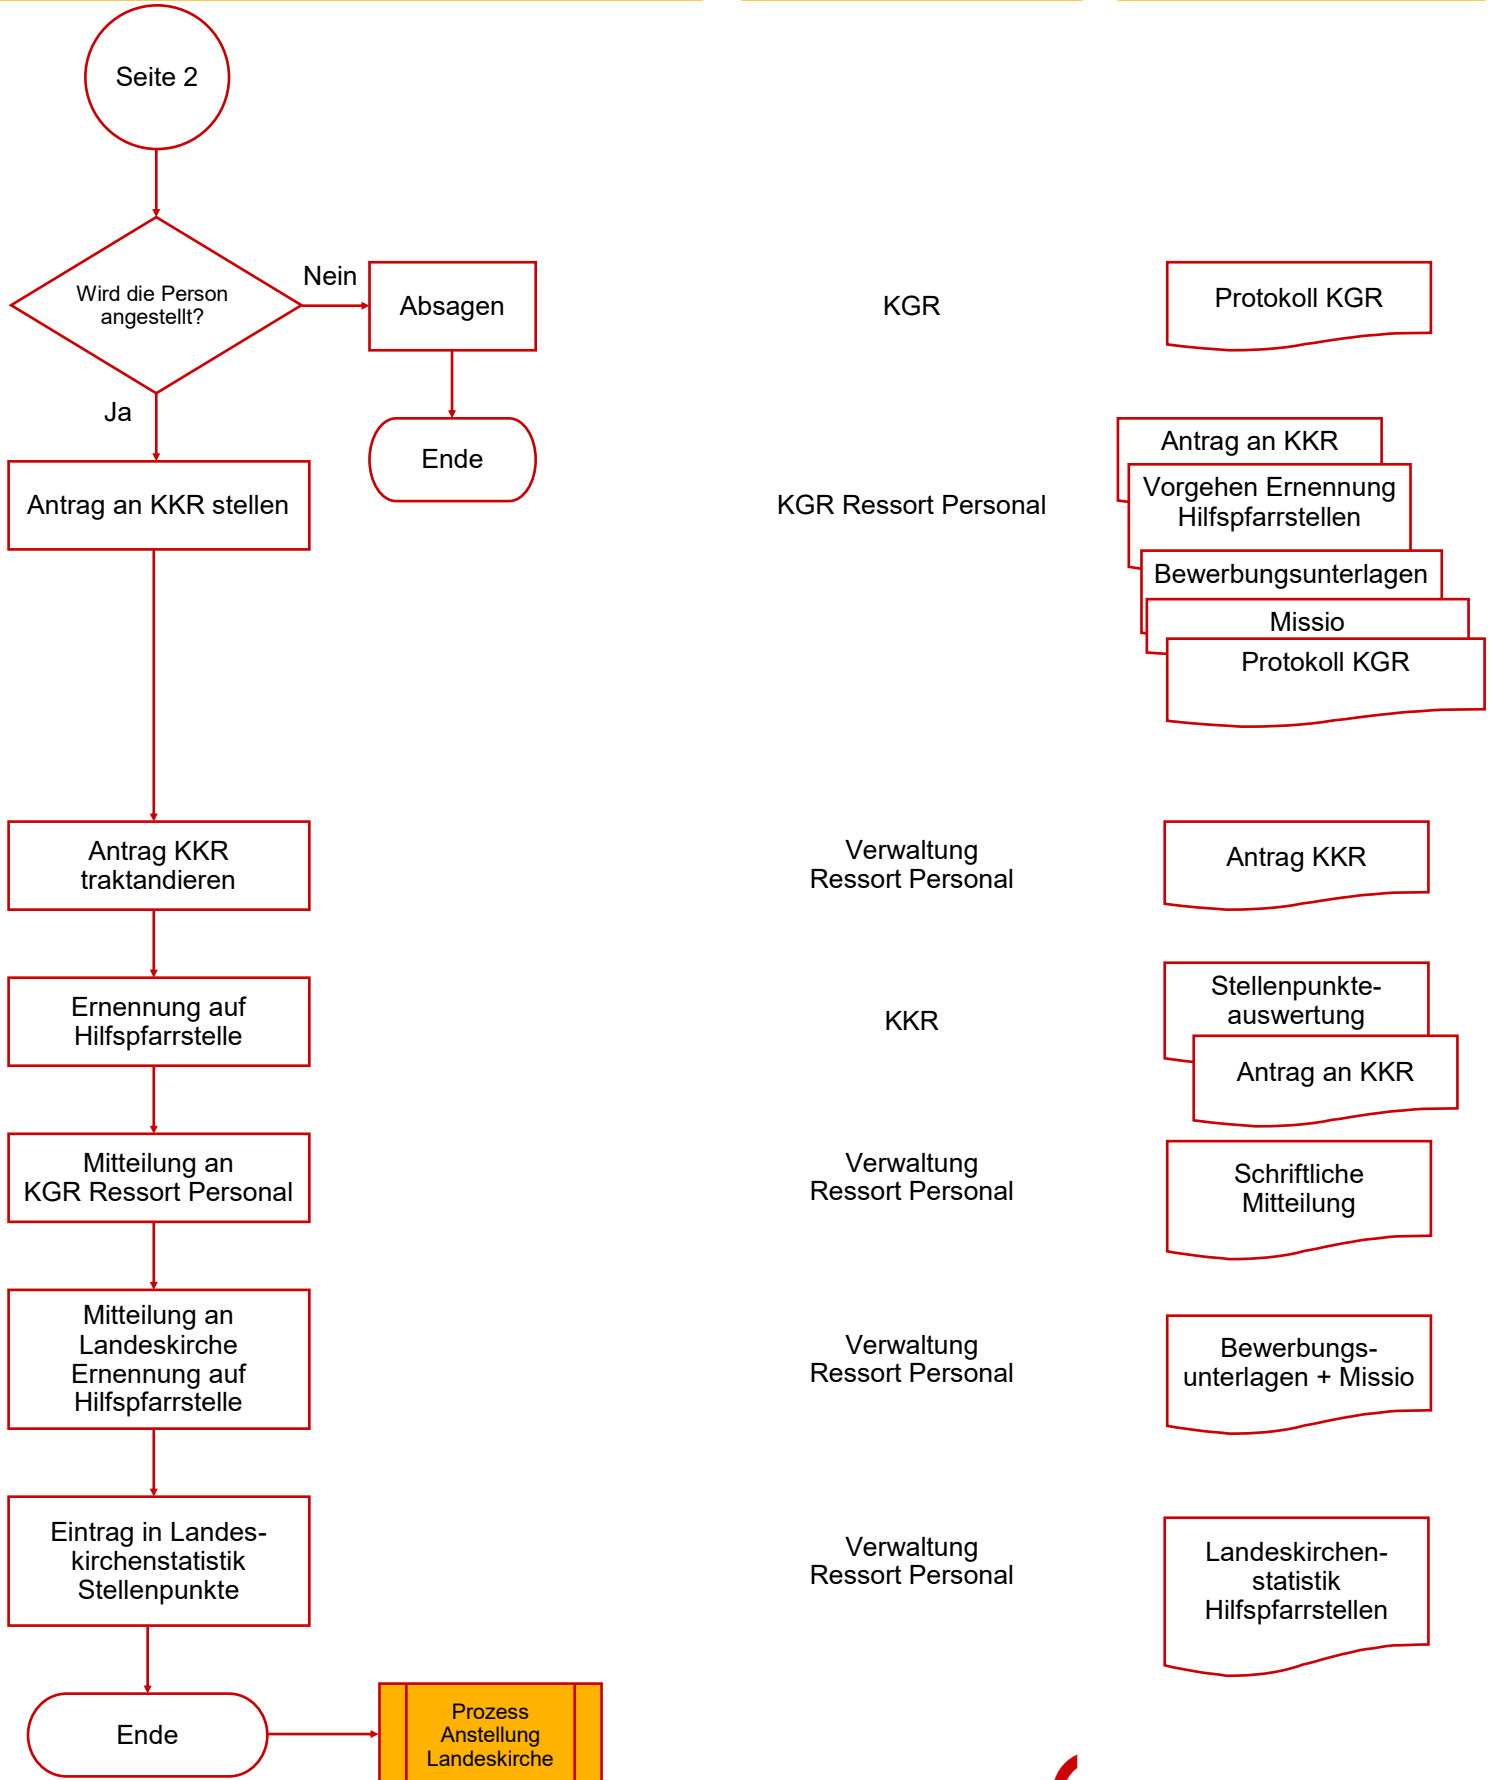 Seite 2
Wird die Person
angestellt?
Nein
Absagen
KGR
Protokoll KGR
Ja
Ende
Antrag an KKR stellen
KGR Ressort Personal
Antrag an KKR
Vorgehen Ernennung
Hilfspfarrstellen
Bewerbungsunterlagen
Missio
Protokoll KGR
Antrag KKR
traktandieren
Verwaltung
Ressort Personal
Antrag KKR
Ernennung auf
Hilfspfarrstelle
KKR
Stellenpunkte-
auswertung
Antrag an KKR
Mitteilung an
KGR Ressort Personal
Verwaltung
Ressort Personal
Schriftliche
Mitteilung
Mitteilung an
Landeskirche
Ernennung auf
Hilfspfarrstelle
Verwaltung
Ressort Personal
Bewerbungs-
unterlagen + Missio
Eintrag in Landes-
kirchenstatistik
Stellenpunkte
Verwaltung
Ressort Personal
Landeskirchen-
statistik
Hilfspfarrstellen
Ende
Prozess
Anstellung
Landeskirche